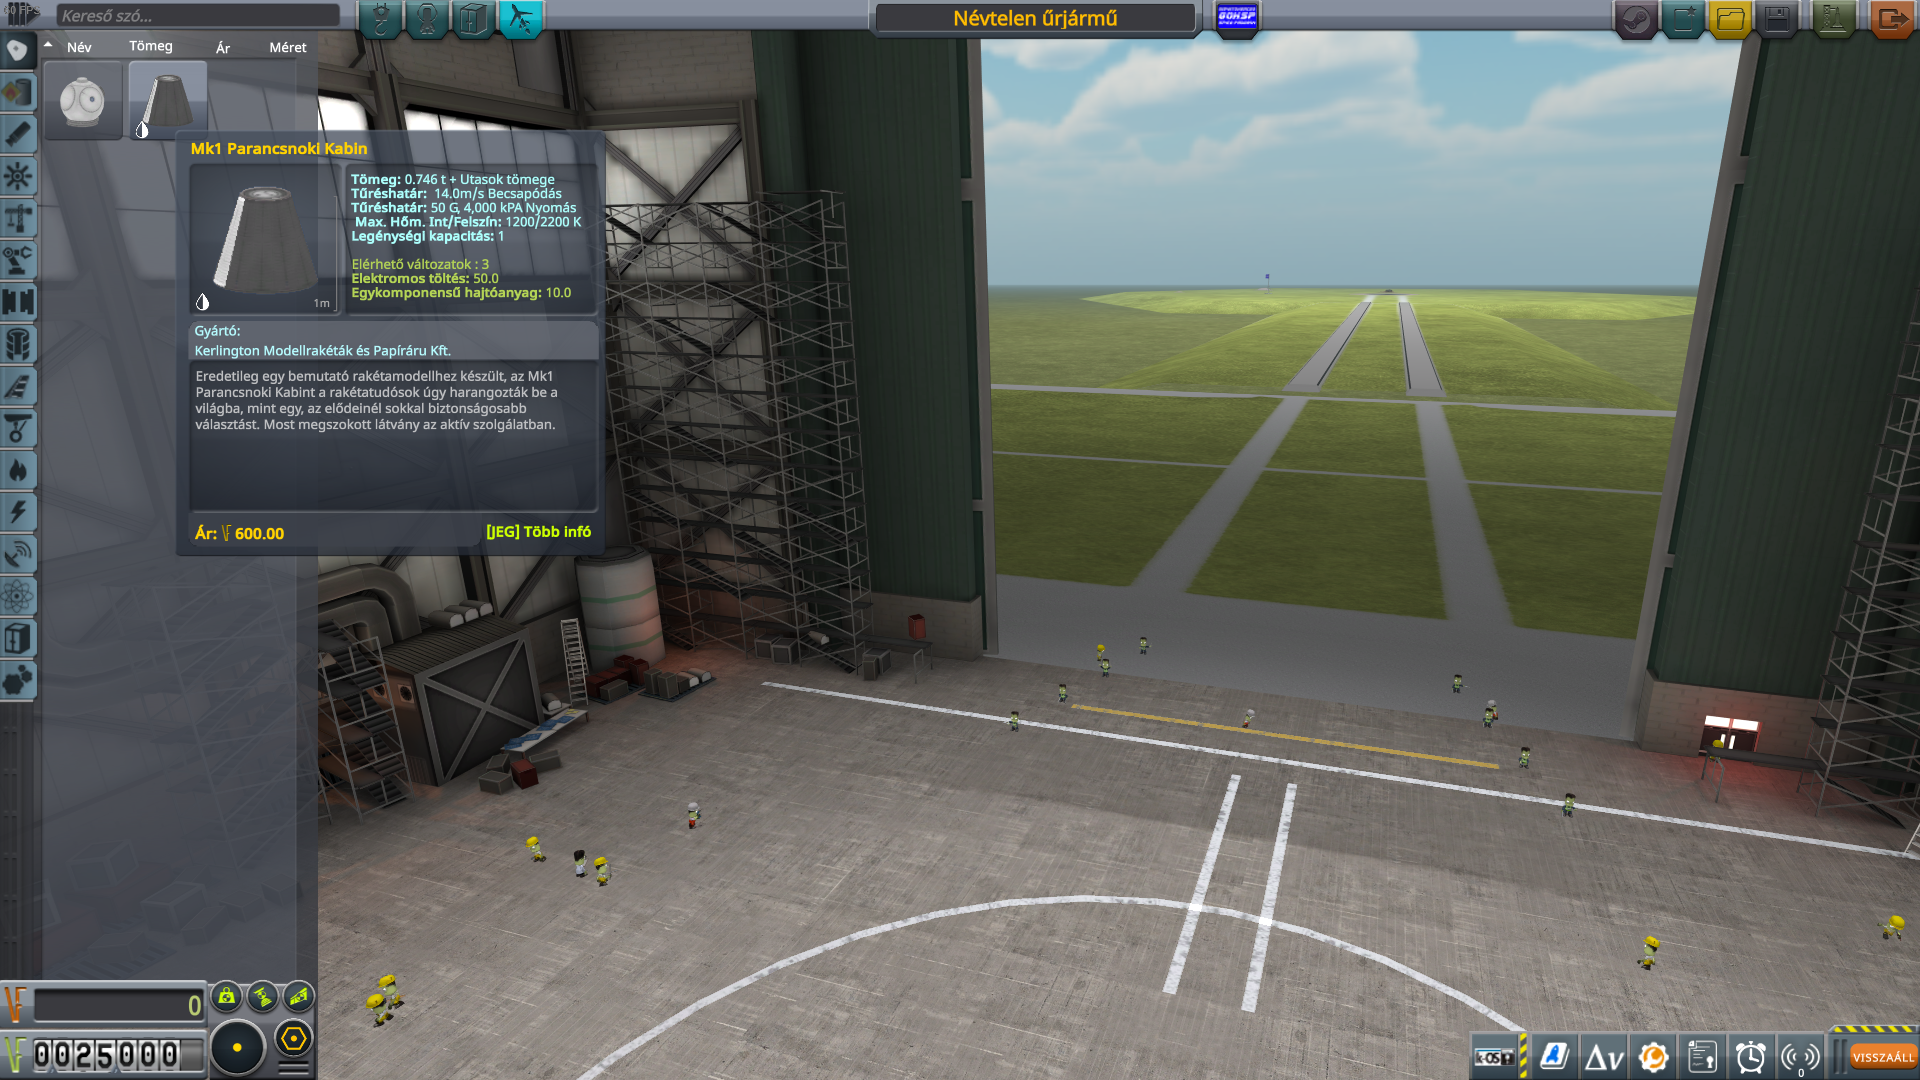 60 FPS
Kereső szó...
Névtelen űrjármű
Név
Tömeg
Ár
Méret
Mk1 Parancsnoki Kabin
Tömeg: 0.746 t + Utasok tömege
Tűréshatár: 14.0m/s Becsapódás
Tűréshatár: 50 G, 4,000 kPA Nyomás
Max. Hőm. Int/Felszín: 1200/2200 K
Legénységi kapacitás: 1
Elérhető változatok : 3
Elektromos töltés: 50.0
Egykomponensű hajtóanyag: 10.0
1m
Gyártó:
Kerlington Modellrakéták és Papíráru Kft.
Eredetileg egy bemutató rakétamodellhez készült, az Mk1
Parancsnoki Kabint a rakétatudósok úgy harangozták be a
világba, mint egy, az elődeinél sokkal biztonságosabb
választást. Most megszokott látvány az aktív szolgálatban.
Ár: 600.00
[JEG] Több infó
0
0025000
k-OS
Δv
0
VISSZAÁLL